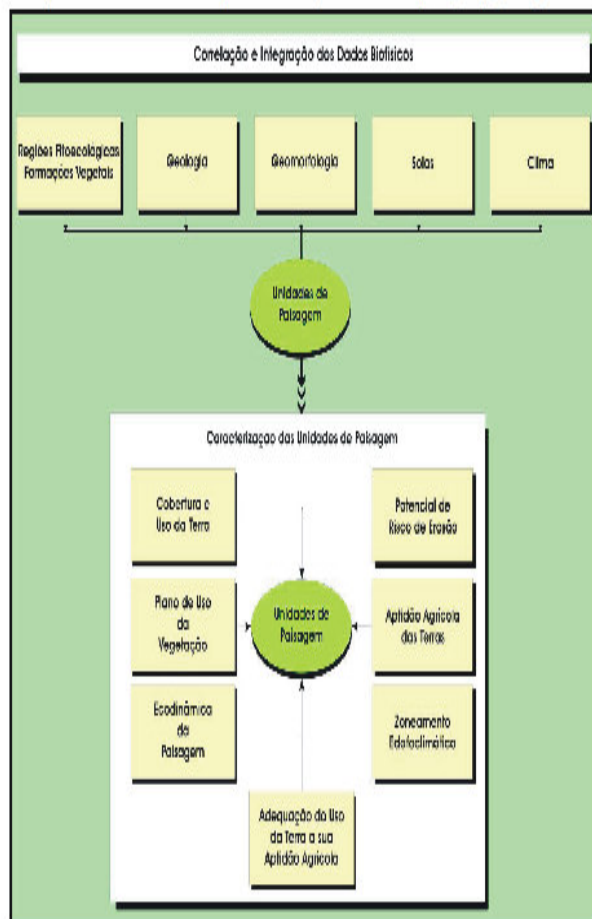 Correlação e Integração dos Dados Biofísicos
Regiões Fitoecológicas
Formações Vegetais
Geologia
Geomorfologia
Solos
Clima
Unidades de
Paisagem
Caracterização das Unidades de Paisagem
Cobertura e
Uso da Terra
Potencial de
Risco de Erosão
Plano de Uso
da
Vegetação
Unidades de
Paisagem
Aptidão Agrícola
das Terras
Ecodinâmica
da
Paisagem
Zoneamento
Edafoclimático
Adequação do Uso
da Terra a sua
Aptidão Agrícola